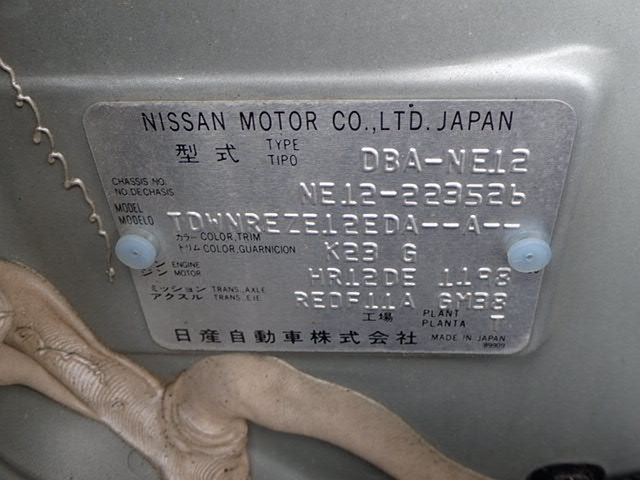 NISSAN MOTOR CO.,LTD. JAPAN
型式 TYPE TIPO DBA-NE12
CHASSIS NO. NO.DE CHASIS NE12-223526
MODEL MODELO TDWNREZE12EDA--A--
カラー COLOR,TRIM トリム COLOR,GUARNICION K23 G
ン ENGINE ジン MOTOR HR12DE 1198
ミッション TRANS.,AXLE アクスル TRANS.,EJE. REDF11A GM38
工場 PLANT PLANTA T
日産自動車株式会社 MADE IN JAPAN